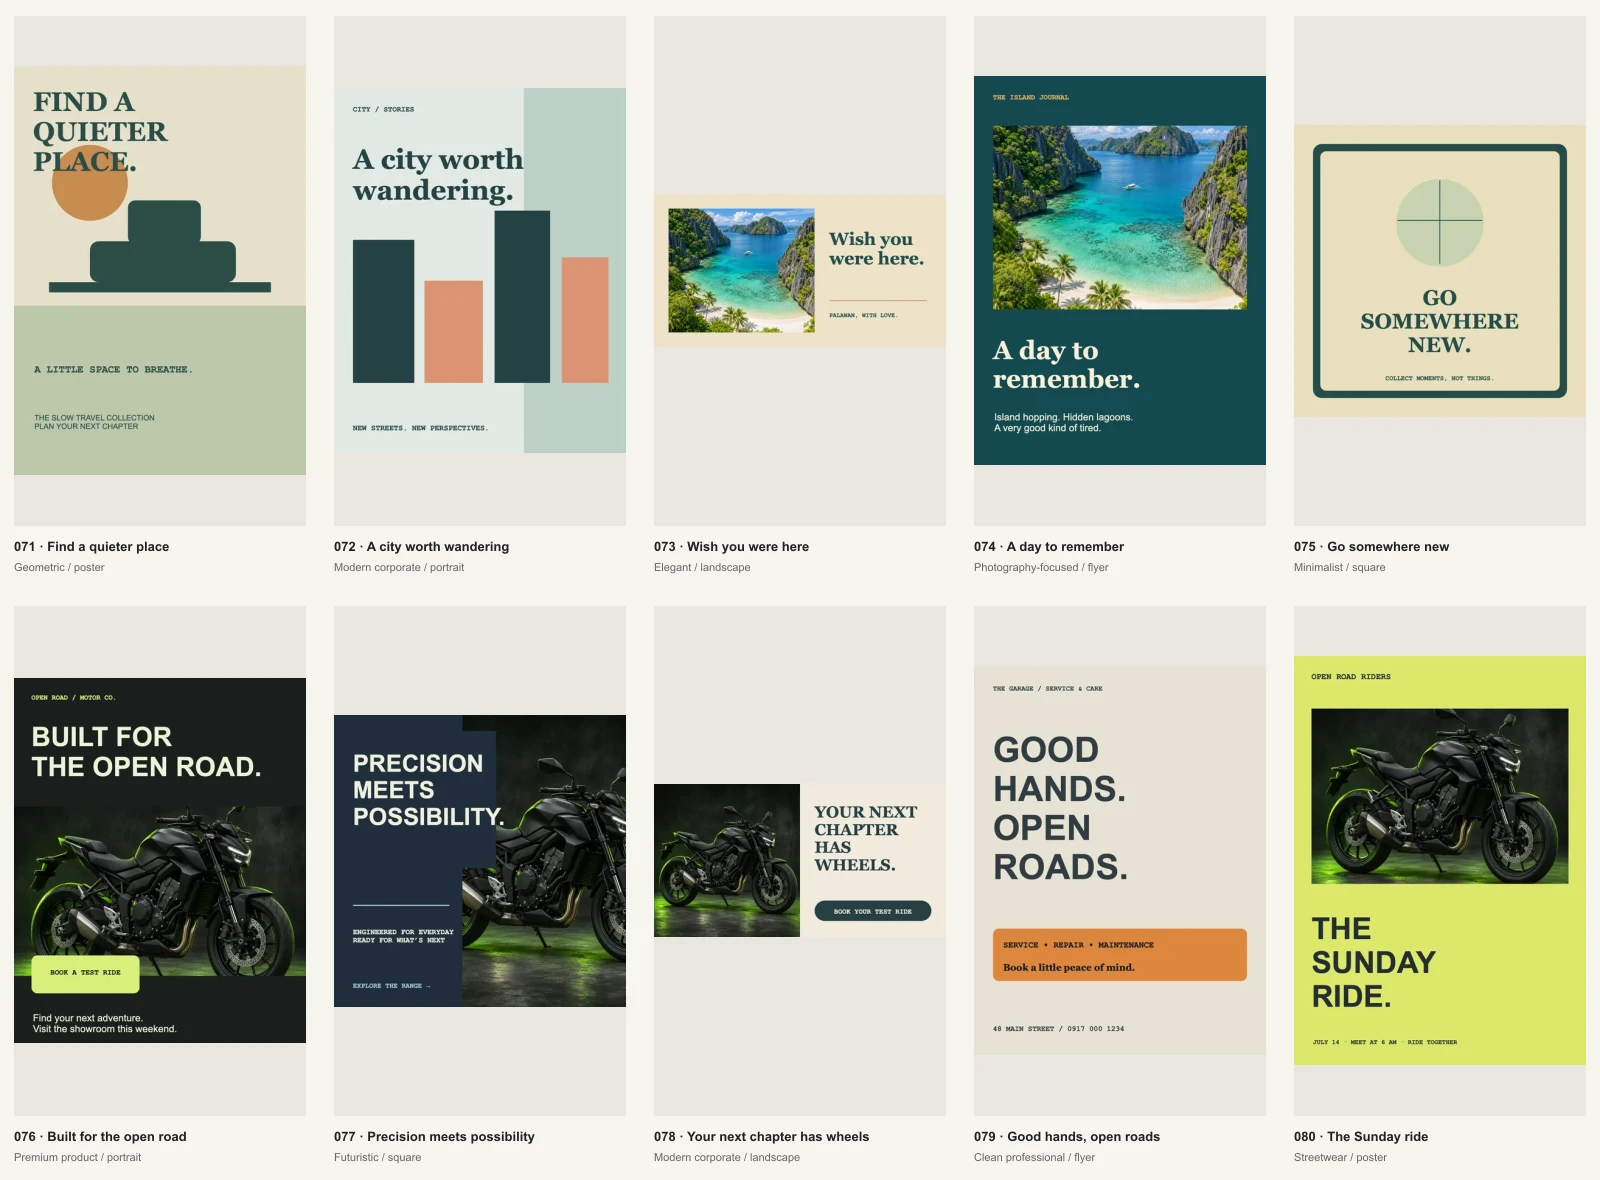 FIND A
QUIETER
PLACE.
A LITTLE SPACE TO BREATHE.
THE SLOW TRAVEL COLLECTION
PLAN YOUR NEXT CHAPTER
071 · Find a quieter place
Geometric / poster
CITY / STORIES
A city worth
wandering.
NEW STREETS. NEW PERSPECTIVES.
072 · A city worth wandering
Modern corporate / portrait
Wish you
were here.
PALAWAN, WITH LOVE.
073 · Wish you were here
Elegant / landscape
THE ISLAND JOURNAL
A day to
remember.
Island hopping. Hidden lagoons.
A very good kind of tired.
074 · A day to remember
Photography-focused / flyer
GO
SOMEWHERE
NEW.
COLLECT MOMENTS, NOT THINGS.
075 · Go somewhere new
Minimalist / square
OPEN ROAD / MOTOR CO.
BUILT FOR
THE OPEN ROAD.
BOOK A TEST RIDE
Find your next adventure.
Visit the showroom this weekend.
076 · Built for the open road
Premium product / portrait
PRECISION
MEETS
POSSIBILITY.
ENGINEERED FOR EVERYDAY
READY FOR WHAT'S NEXT
EXPLORE THE RANGE →
077 · Precision meets possibility
Futuristic / square
YOUR NEXT
CHAPTER
HAS
WHEELS.
BOOK YOUR TEST RIDE
078 · Your next chapter has wheels
Modern corporate / landscape
THE GARAGE / SERVICE & CARE
GOOD
HANDS.
OPEN
ROADS.
SERVICE • REPAIR • MAINTENANCE
Book a little peace of mind.
48 MAIN STREET / 0917 000 1234
079 · Good hands, open roads
Clean professional / flyer
OPEN ROAD RIDERS
THE
SUNDAY
RIDE.
JULY 14 · MEET AT 6 AM · RIDE TOGETHER
080 · The Sunday ride
Streetwear / poster